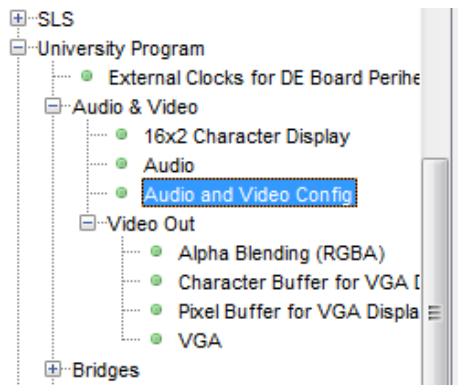 SLS
University Program
External Clocks for DE Board Perihe
Audio & Video
16x2 Character Display
Audio
Audio and Video Config
Video Out
Alpha Blending (RGBA)
Character Buffer for VGA
Pixel Buffer for VGA Displa
VGA
Bridges